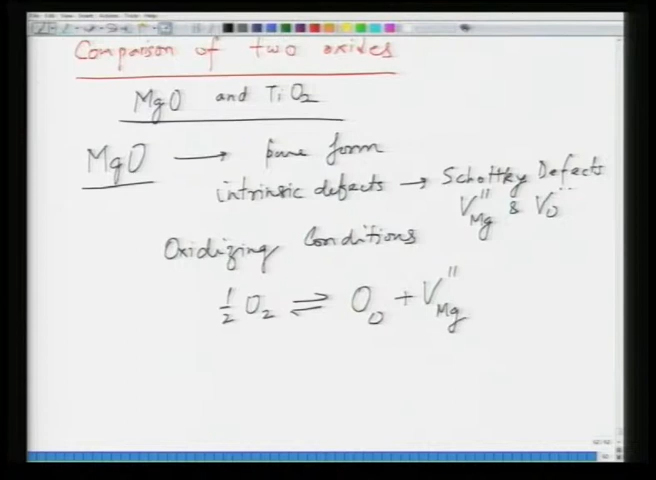 Comparison of two oxides
MgO and TiO2
MgO → pure form
intrinsic defects → Schottky Defects
V''Mg & VO¨
Oxidizing Conditions
1/2 O2 ⇌ OO + V''Mg